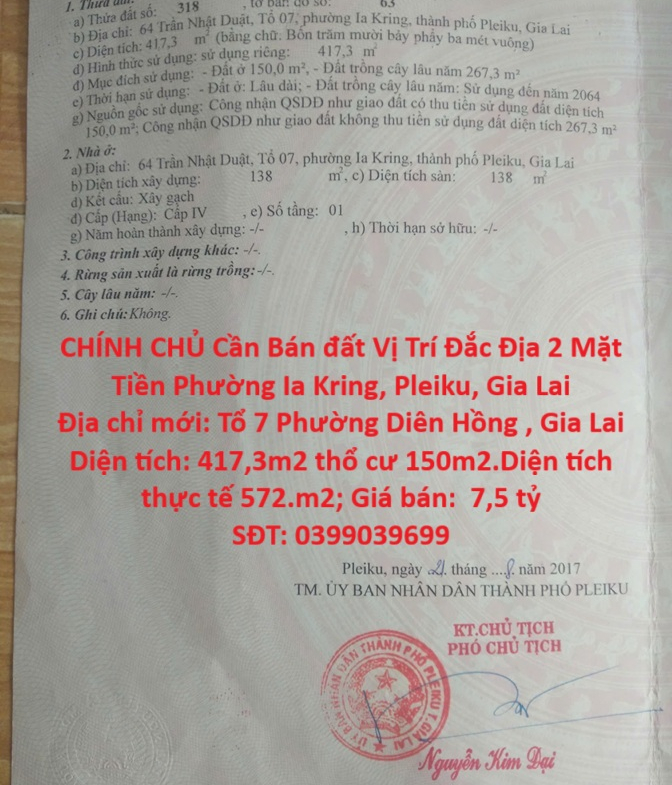 1. Thửa đất:
a) Thửa đất số: 318 , tờ bản đồ số: 63
b) Địa chỉ: 64 Trần Nhật Duật, Tổ 07, phường Ia Kring, thành phố Pleiku, Gia Lai
c) Diện tích: 417,3 m² (bằng chữ: Bốn trăm mười bảy phẩy ba mét vuông)
d) Hình thức sử dụng: sử dụng riêng: 417,3 m²
đ) Mục đích sử dụng: - Đất ở 150,0 m², - Đất trồng cây lâu năm 267,3 m²
e) Thời hạn sử dụng: - Đất ở: Lâu dài; - Đất trồng cây lâu năm: Sử dụng đến năm 2064
g) Nguồn gốc sử dụng: Công nhận QSDĐ như giao đất có thu tiền sử dụng đất diện tích
150,0 m²; Công nhận QSDĐ như giao đất không thu tiền sử dụng đất diện tích 267,3 m²
2. Nhà ở:
a) Địa chỉ: 64 Trần Nhật Duật, Tổ 07, phường Ia Kring, thành phố Pleiku, Gia Lai
b) Diện tích xây dựng: 138 m², c) Diện tích sàn: 138 m²
d) Kết cấu: Xây gạch
đ) Cấp (Hạng): Cấp IV , e) Số tầng: 01
g) Năm hoàn thành xây dựng: -/- , h) Thời hạn sở hữu: -/-
3. Công trình xây dựng khác: -/-.
4. Rừng sản xuất là rừng trồng: -/-.
5. Cây lâu năm: -/-.
6. Ghi chú: Không.
CHÍNH CHỦ Cần Bán đất Vị Trí Đắc Địa 2 Mặt
Tiền Phường Ia Kring, Pleiku, Gia Lai
Địa chỉ mới: Tổ 7 Phường Diên Hồng , Gia Lai
Diện tích: 417,3m2 thổ cư 150m2.Diện tích
thực tế 572.m2; Giá bán: 7,5 tỷ
SĐT: 0399039699
Pleiku, ngày 21. tháng ....8. năm 2017
TM. ỦY BAN NHÂN DÂN THÀNH PHỐ PLEIKU
KT.CHỦ TỊCH
PHÓ CHỦ TỊCH
ỦY BAN NHÂN DÂN THÀNH PHỐ PLEIKU T. GIA LAI
Nguyễn Kim Đại